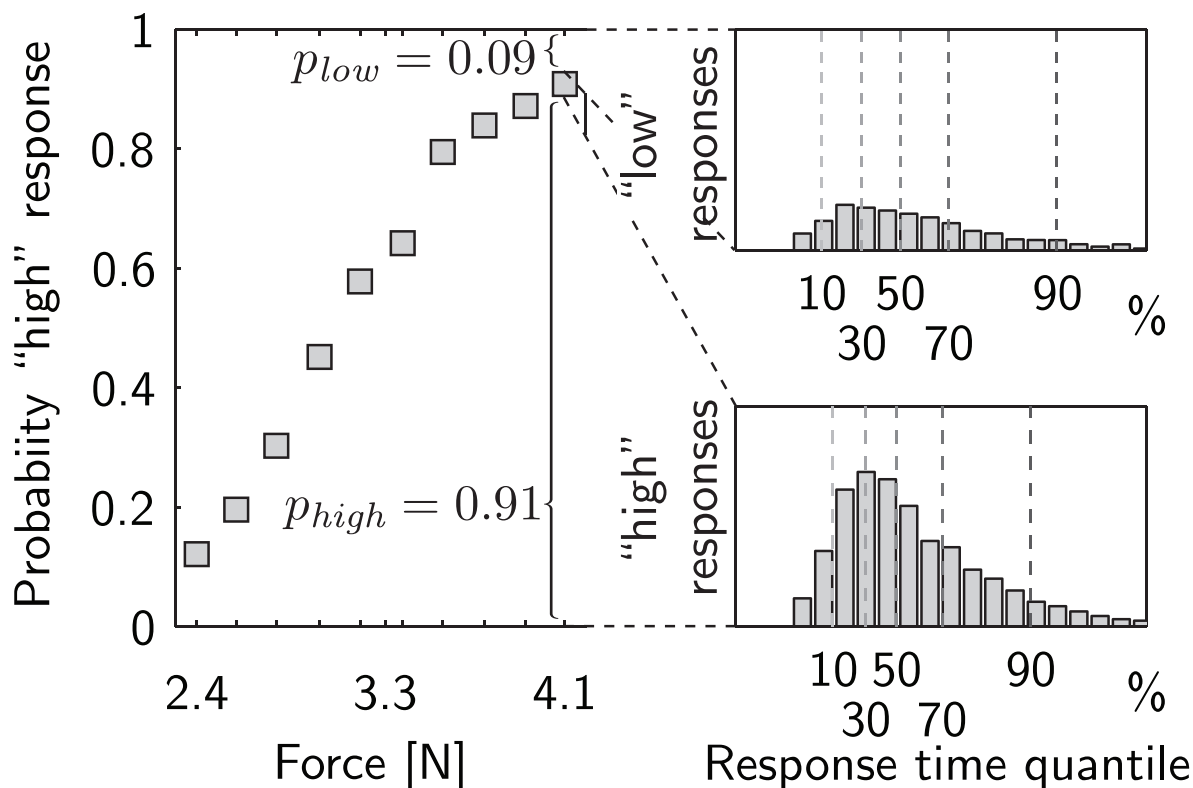 Probabiity “high” response
1
0.8
0.6
0.4
0.2
0
p_low = 0.09
p_high = 0.91
2.4 3.3 4.1
Force [N]
“low”
responses
10 50 90 %
30 70
“high”
responses
10 50 90 %
30 70
Response time quantile